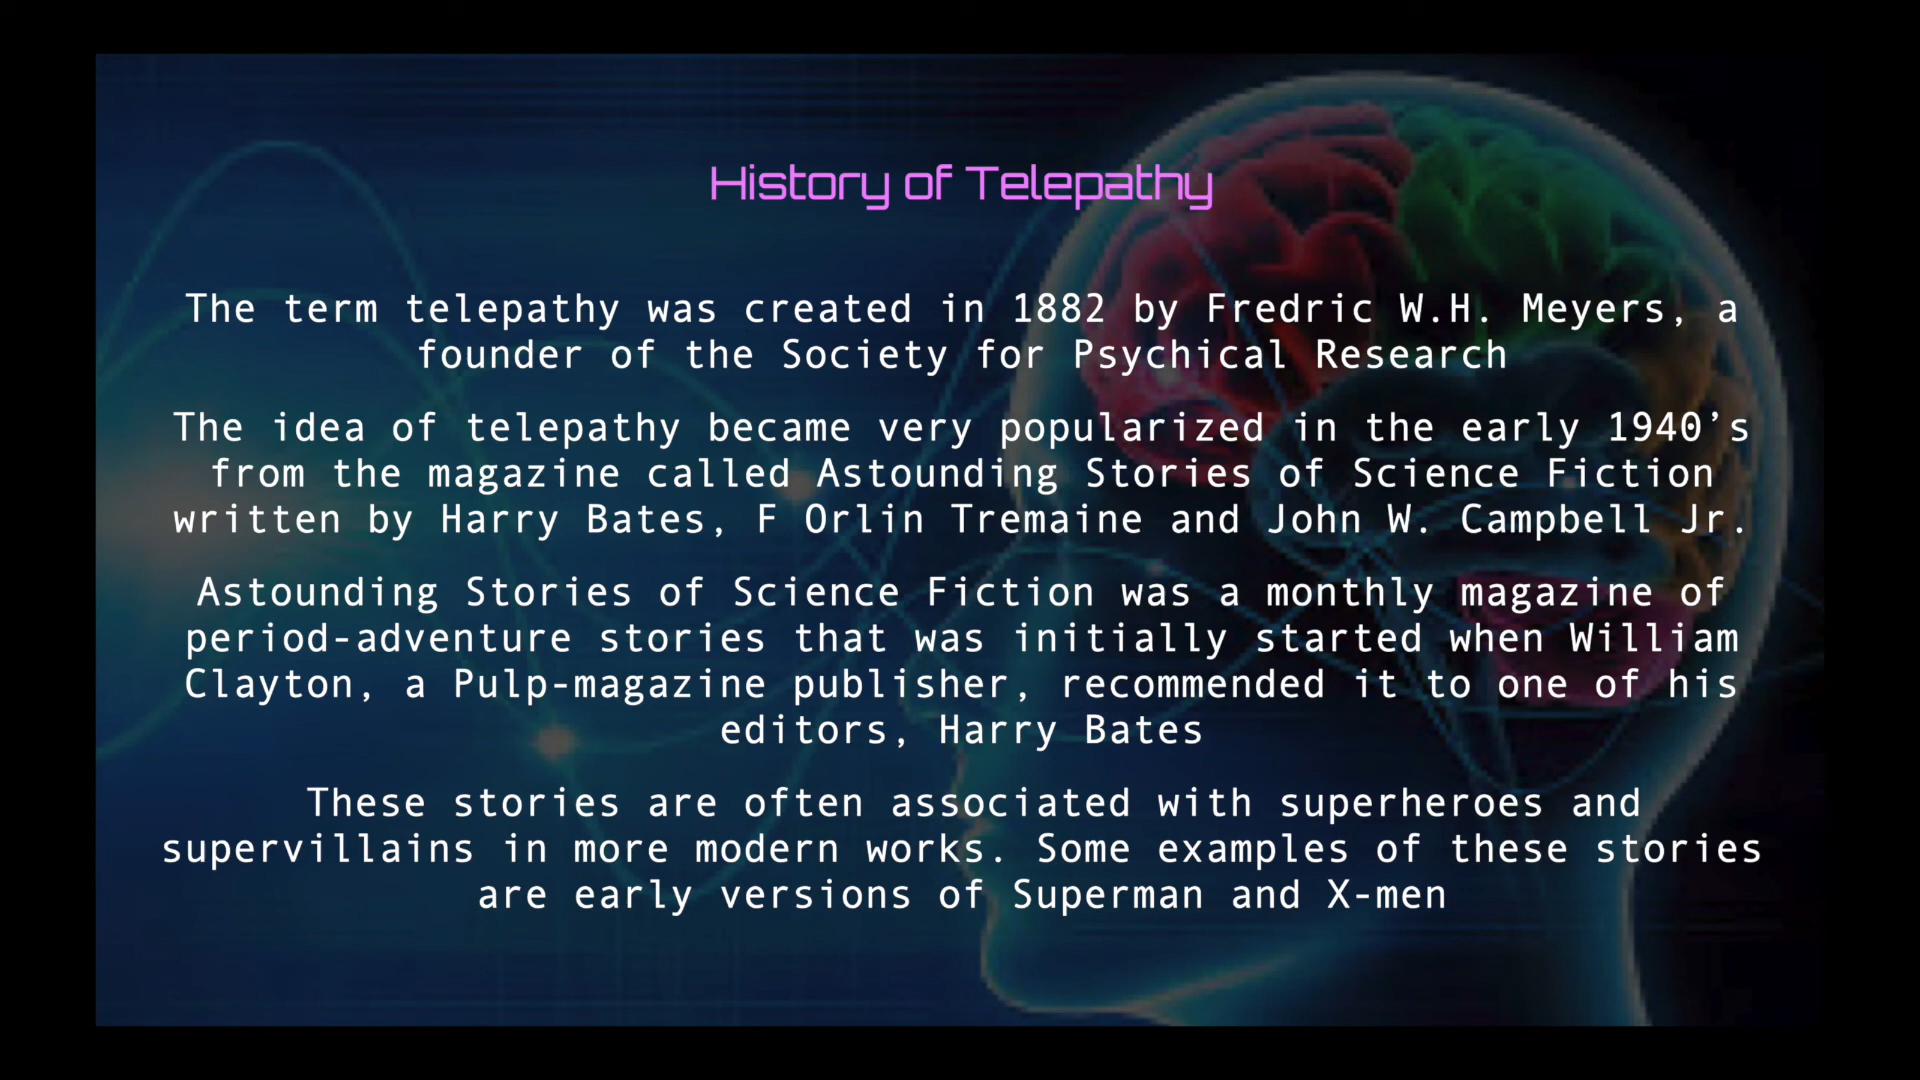 History of Telepathy
The term telepathy was created in 1882 by Fredric W.H. Meyers, a
founder of the Society for Psychical Research
The idea of telepathy became very popularized in the early 1940’s
from the magazine called Astounding Stories of Science Fiction
written by Harry Bates, F Orlin Tremaine and John W. Campbell Jr.
Astounding Stories of Science Fiction was a monthly magazine of
period-adventure stories that was initially started when William
Clayton, a Pulp-magazine publisher, recommended it to one of his
editors, Harry Bates
These stories are often associated with superheroes and
supervillains in more modern works. Some examples of these stories
are early versions of Superman and X-men